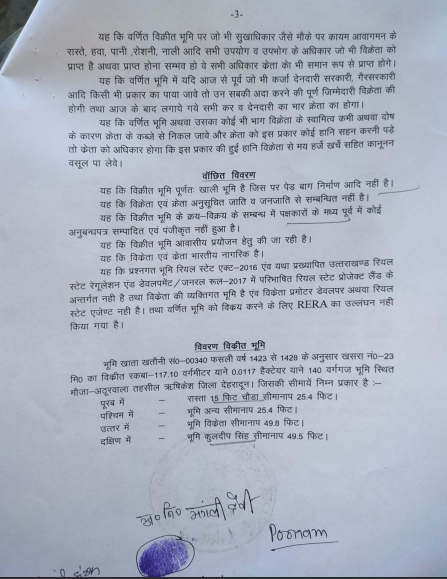 -3-
यह कि वर्णित विक्रीत भूमि पर जो भी सुखाधिकार जैसे मौके पर कायम आवागमन के
रास्ते, हवा, पानी ,रोशनी, नाली आदि सभी उपयोग व उपभोग के अधिकार जो भी विक्रेता को
प्राप्त है अथवा प्राप्त होना सम्भव हो वे सभी अधिकार क्रेता के भी समान रूप से प्राप्त होगे।
यह कि वर्णित भूमि में यदि आज से पूर्व जो भी कर्जा देनदारी सरकारी, गैरसरकारी
आदि किसी भी प्रकार का पाया जावे तो उन सबकी अदा करने की पूर्ण जिम्मेदारी विक्रेता की
होगी तथा आज के बाद लगाये गये सभी कर व देनदारी का भार क्रेता का होगा।
यह कि वर्णित भूमि अथवा उसका कोई भी भाग विक्रेता के स्वामित्व कमी अथवा दोष
के कारण क्रेता के कब्जे से निकल जावे और क्रेता को इस प्रकार कोई हानि सहन करनी पड़े
तो क्रेता को अधिकार होगा कि इस प्रकार की हुई हानि विक्रेता से मय हर्जे खर्चे सहित कानूनन
वसूल पा लेवे।
वाँछित विवरण
यह कि विक्रीत भूमि पूर्णतः खाली भूमि है जिस पर पेड़ बाग निर्माण आदि नहीं है।
यह कि विक्रेता एवं क्रेता अनुसूचित जाति व जनजाति से सम्बन्धित नहीं है।
यह कि विक्रीत भूमि के क्रय-विक्रय के सम्बन्ध में पक्षकारों के मध्य पूर्व में कोई
अनुबन्धपत्र सम्पादित एवं पंजीकृत नहीं हुआ है।
यह कि विक्रीत भूमि आवासीय प्रयोजन हेतु की जा रही है।
यह कि विक्रेता एवं क्रेता भारतीय नागरिक है।
यह कि प्रश्नगत भूमि रियल स्टेट एक्ट-2016 एंव यथा प्रख्यापित उत्तराखण्ड रियल
स्टेट रेगूलेशन एंड डेवलपमेंट/जनरल रूल-2017 में परिभाषित रियल स्टेट प्रोजेक्ट लैंड के
अन्तर्गत नही है तथा विक्रेता की व्यक्तिगत भूमि है एंव विक्रेता प्रमोटर डेवलपर अथवा रियल
स्टेट एजेण्ट नही है। तथा वर्णित भूमि को विक्रय करने के लिए RERA का उल्लंघन नही
किया गया है।
विवरण विक्रीत भूमि
भूमि खाता खतौनी सं0-00340 फसली वर्ष 1423 से 1428 के अनुसार खसरा नं0-23
मि0 का विक्रीत रकबा-117.10 वर्गमीटर याने 0.0117 हैक्टेयर याने 140 वर्गगज भूमि स्थित
मौजा-अठूरवाला तहसील ऋषिकेश जिला देहरादून। जिसकी सीमायें निम्न प्रकार है :–
पूरब में – रास्ता 15 फिट चौड़ा सीमानाप 25.4 फिट।
पश्चिम में – भूमि अन्य सीमानाप 25.4 फिट।
उत्तर में – भूमि विक्रेता सीमानाप 49.8 फिट।
दक्षिण में – भूमि कुलदीप सिंह सीमानाप 49.5 फिट।
Poonam